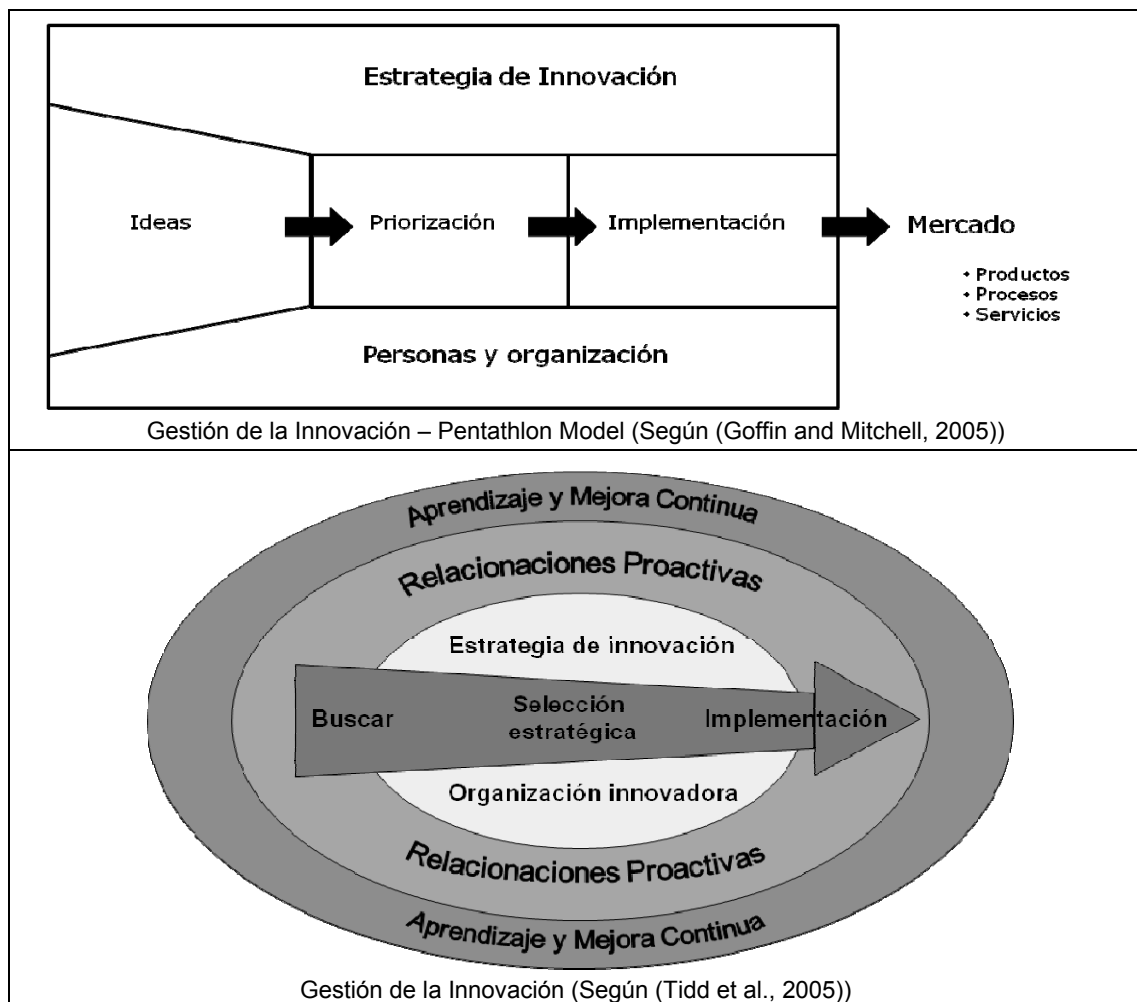 Estrategia de Innovación
Ideas
Priorización
Implementación
Mercado
• Productos
• Procesos
• Servicios
Personas y organización
Gestión de la Innovación – Pentathlon Model (Según (Goffin and Mitchell, 2005))
Aprendizaje y Mejora Continua
Relacionaciones Proactivas
Estrategia de innovación
Buscar
Selección
estratégica
Implementación
Organización innovadora
Relacionaciones Proactivas
Aprendizaje y Mejora Continua
Gestión de la Innovación (Según (Tidd et al., 2005))